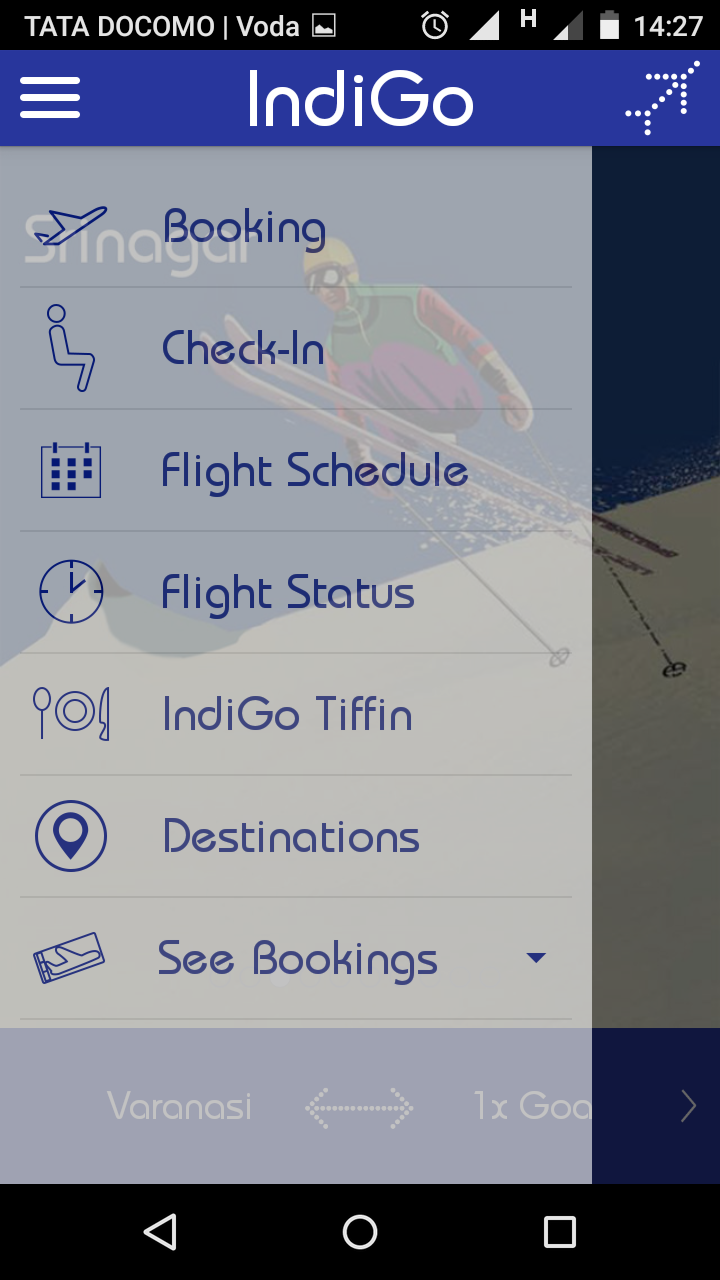 TATA DOCOMO | Voda H 14:27
IndiGo
Srinagar
Booking
Check-In
Flight Schedule
Flight Status
IndiGo Tiffin
Destinations
See Bookings
Varanasi 1x Goa